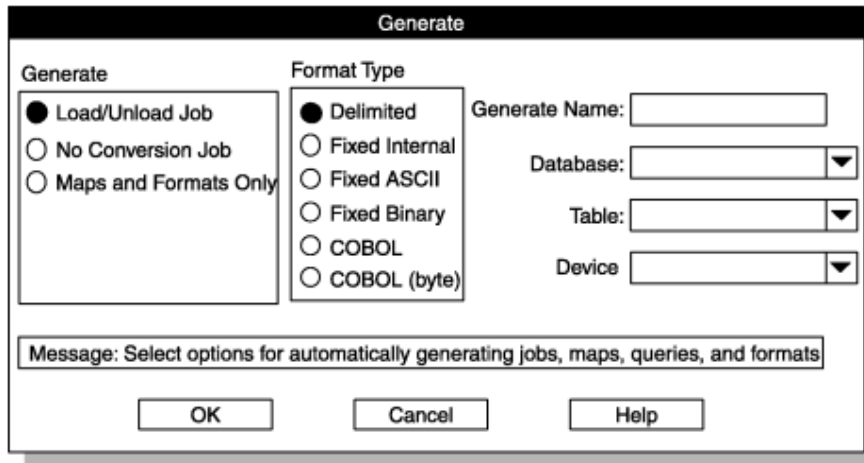 Generate
Generate
Load/Unload Job
No Conversion Job
Maps and Formats Only
Format Type
Delimited
Fixed Internal
Fixed ASCII
Fixed Binary
COBOL
COBOL (byte)
Generate Name:
Database:
Table:
Device
Message: Select options for automatically generating jobs, maps, queries, and formats
OK
Cancel
Help